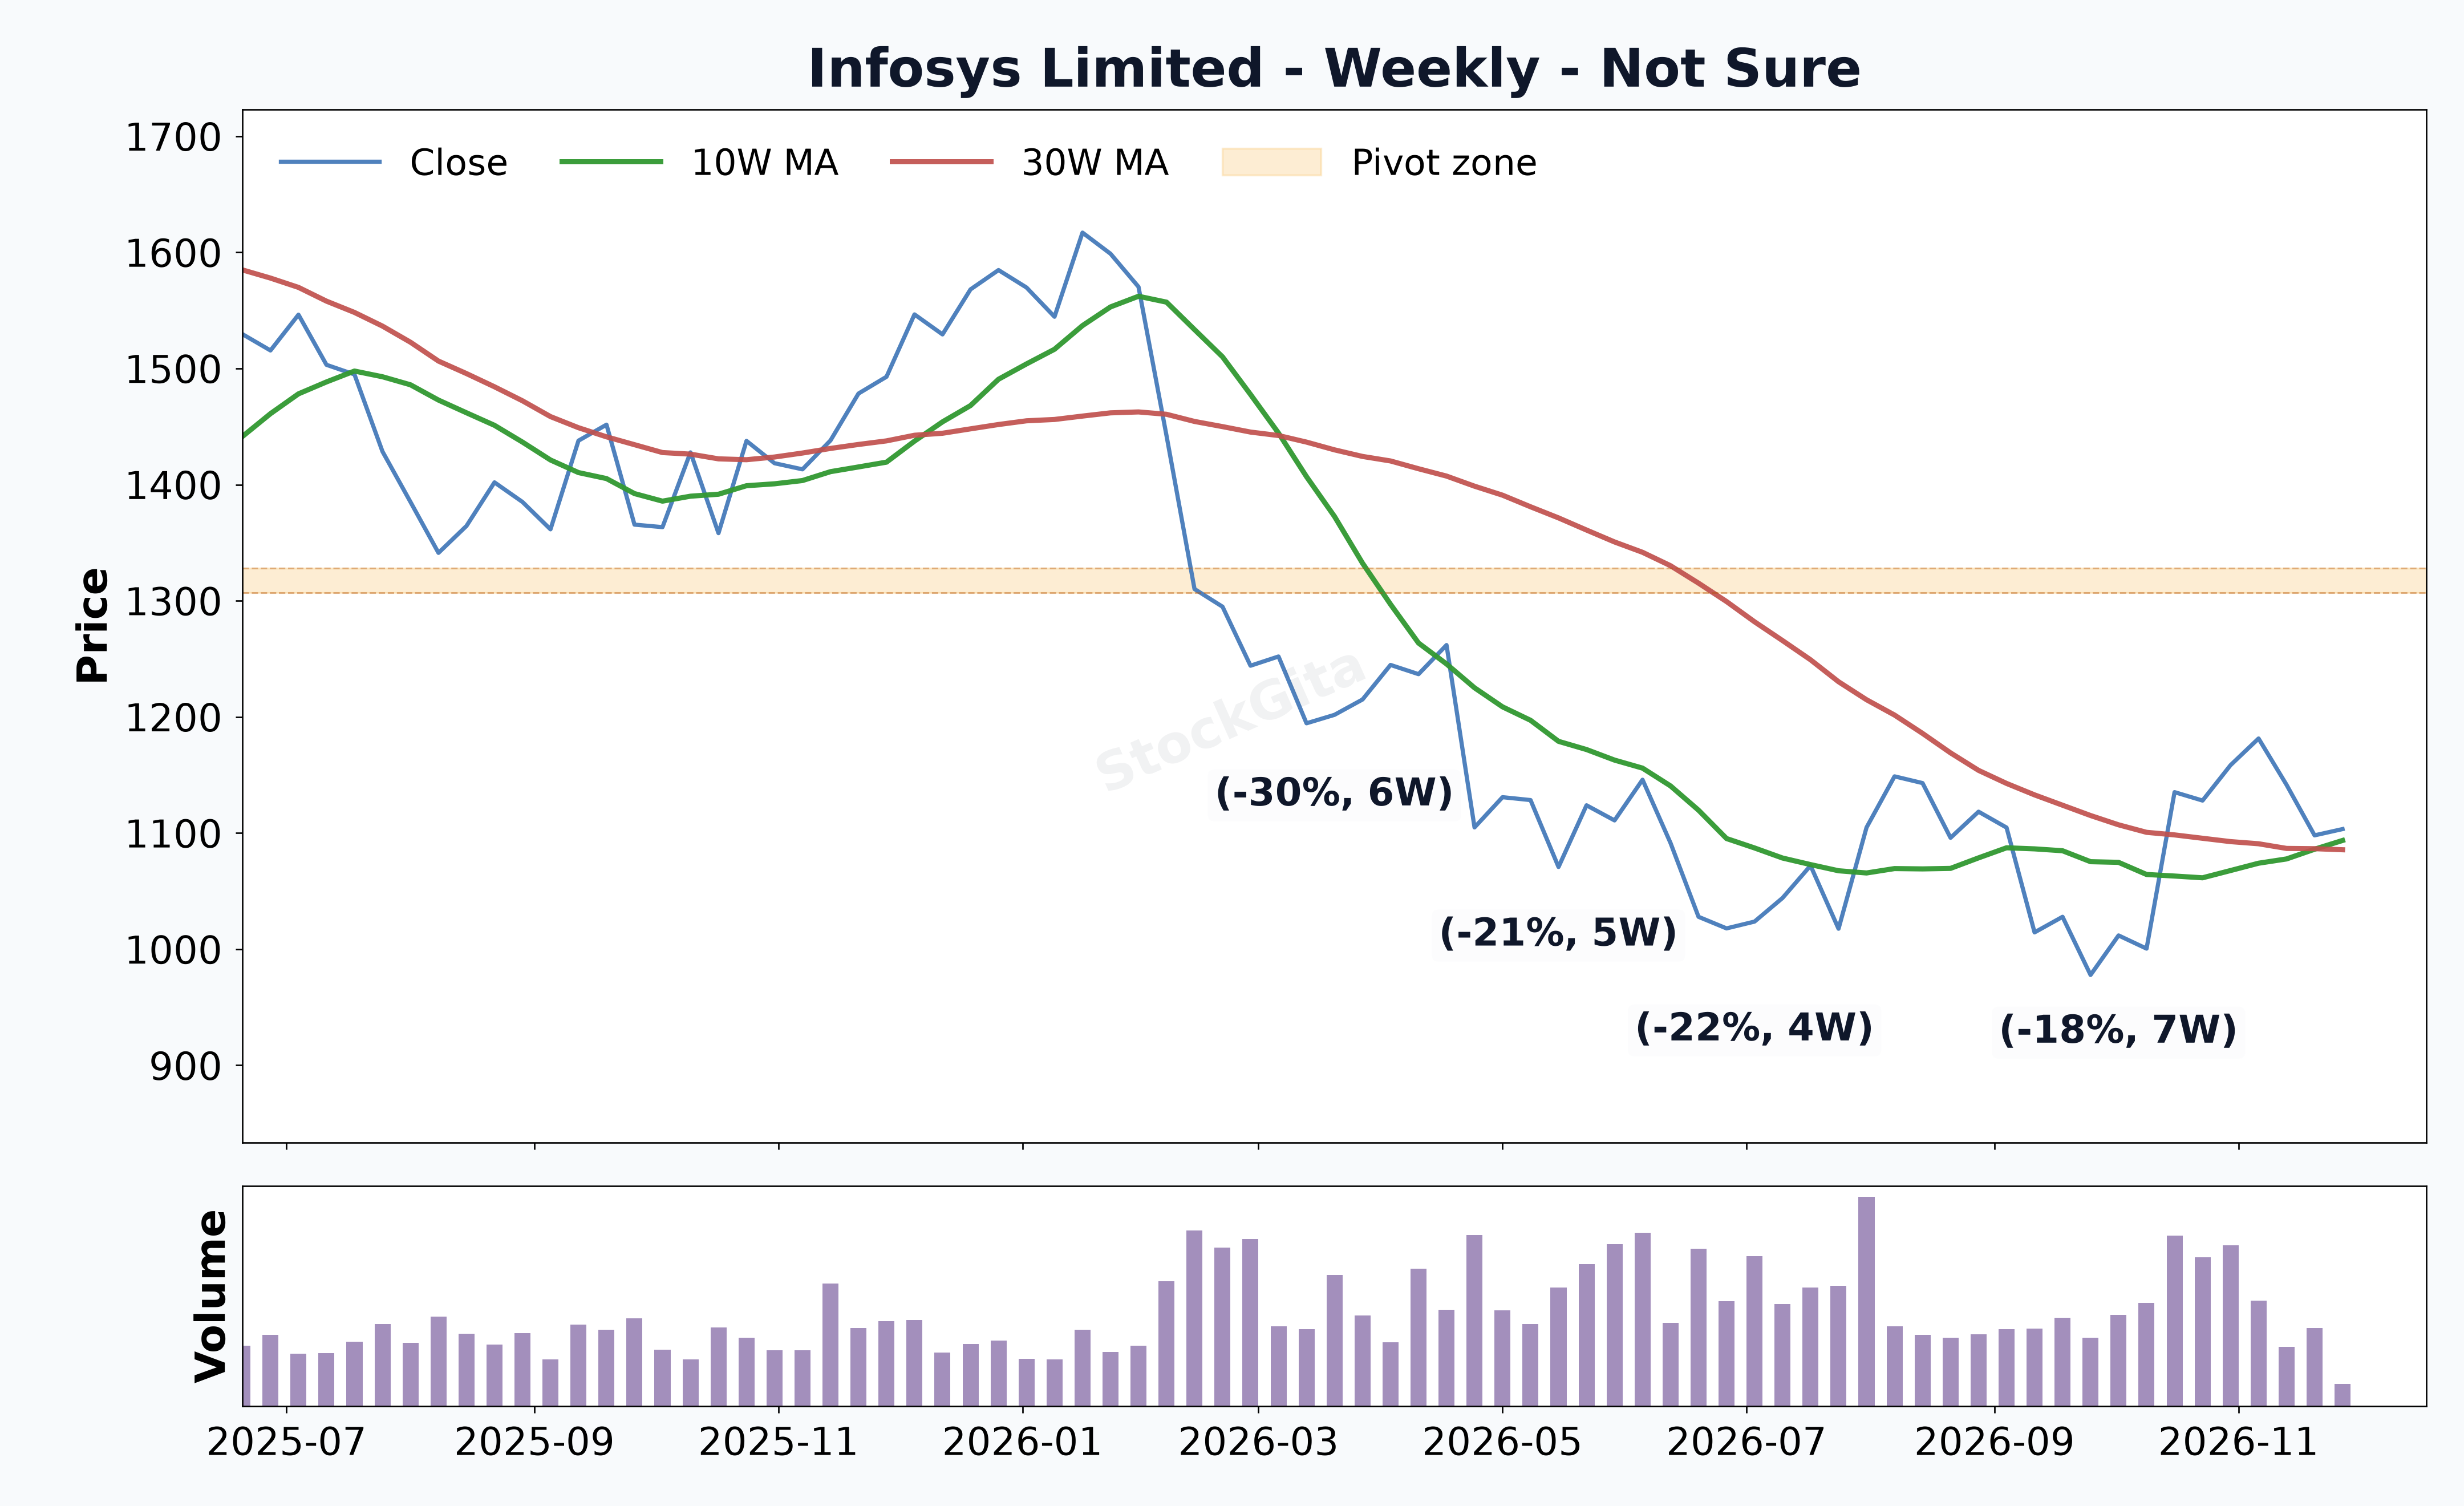 Infosys Limited - Weekly - Not Sure
Close 10W MA 30W MA Pivot zone
Price
1700
1600
1500
1400
1300
1200
1100
1000
900
StockGita
(-30%, 6W)
(-21%, 5W)
(-22%, 4W)
(-18%, 7W)
Volume
2025-07 2025-09 2025-11 2026-01 2026-03 2026-05 2026-07 2026-09 2026-11